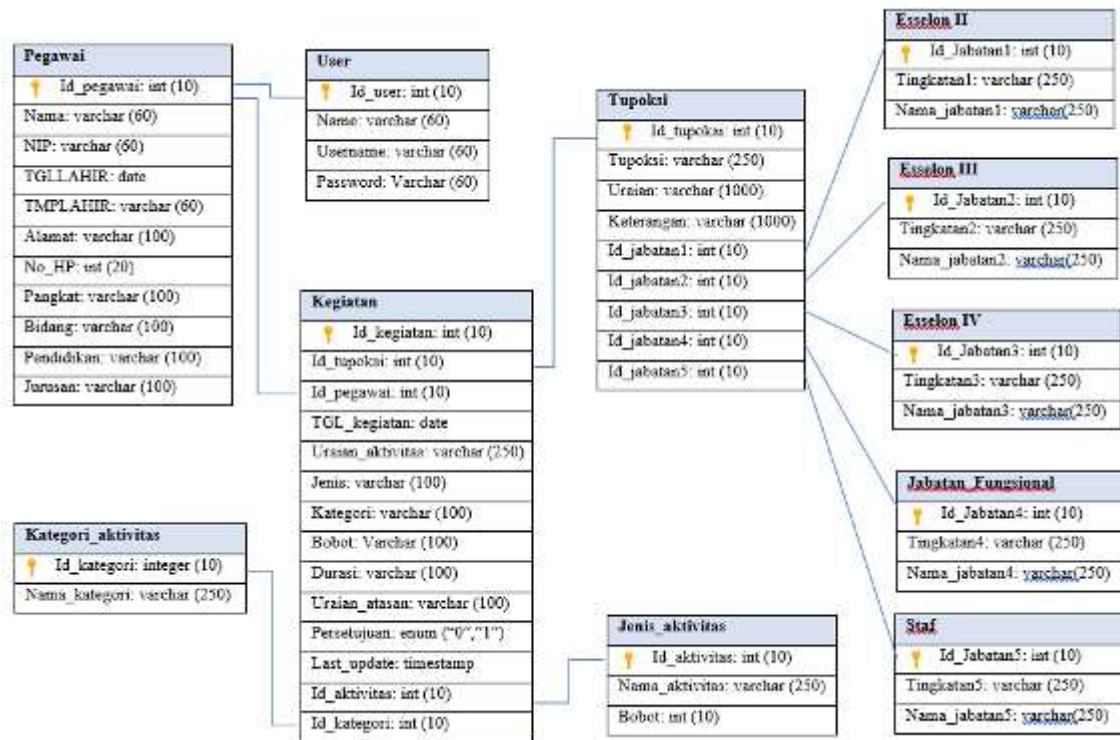 Pegawai
Id_pegawai: int (10)
Nama: varchar (60)
NIP: varchar (60)
TGLLAHIR: date
TMPLAHIR: varchar (60)
Alamat: varchar (100)
No_HP: int (20)
Pangkat: varchar (100)
Bidang: varchar (100)
Pendidikan: varchar (100)
Jurusan: varchar (100)
User
Id_user: int (10)
Name: varchar (60)
Username: varchar (60)
Password: Varchar (60)
Kegiatan
Id_kegiatan: int (10)
Id_tupoksi: int (10)
Id_pegawai: int (10)
TGL_kegiatan: date
Uraian_aktivitas: varchar (250)
Jenis: varchar (100)
Kategori: varchar (100)
Bobot: Varchar (100)
Durasi: varchar (100)
Uraian_atasan: varchar (100)
Persetujuan: enum ("0","1")
Last_update: timestamp
Id_aktivitas: int (10)
Id_kategori: int (10)
Kategori_aktivitas
Id_kategori: integer (10)
Nama_kategori: varchar (250)
Tupoksi
Id_tupoksi: int (10)
Tupoksi: varchar (250)
Uraian: varchar (1000)
Keterangan: varchar (1000)
Id_jabatan1: int (10)
Id_jabatan2: int (10)
Id_jabatan3: int (10)
Id_jabatan4: int (10)
Id_jabatan5: int (10)
Jenis_aktivitas
Id_aktivitas: int (10)
Nama_aktivitas: varchar (250)
Bobot: int (10)
Esselon II
Id_Jabatan1: int (10)
Tingkatan1: varchar (250)
Nama_jabatan1: varchar(250)
Esselon III
Id_Jabatan2: int (10)
Tingkatan2: varchar (250)
Nama_jabatan2: varchar(250)
Esselon IV
Id_Jabatan3: int (10)
Tingkatan3: varchar (250)
Nama_jabatan3: varchar(250)
Jabatan_Fungsional
Id_Jabatan4: int (10)
Tingkatan4: varchar (250)
Nama_jabatan4: varchar(250)
Staf
Id_Jabatan5: int (10)
Tingkatan5: varchar (250)
Nama_jabatan5: varchar(250)